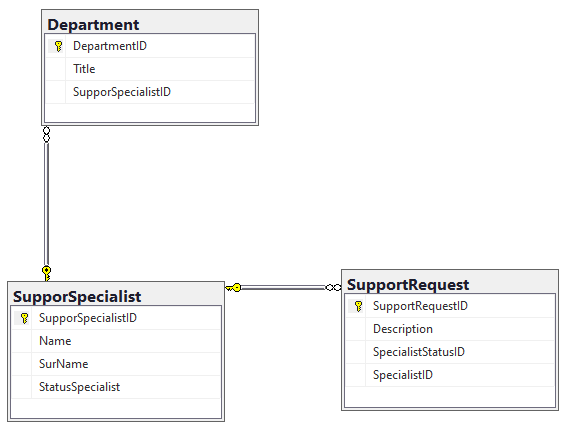 Department
DepartmentID
Title
SupporSpecialistID
SupporSpecialist
SupporSpecialistID
Name
SurName
StatusSpecialist
SupportRequest
SupportRequestID
Description
SpecialistStatusID
SpecialistID